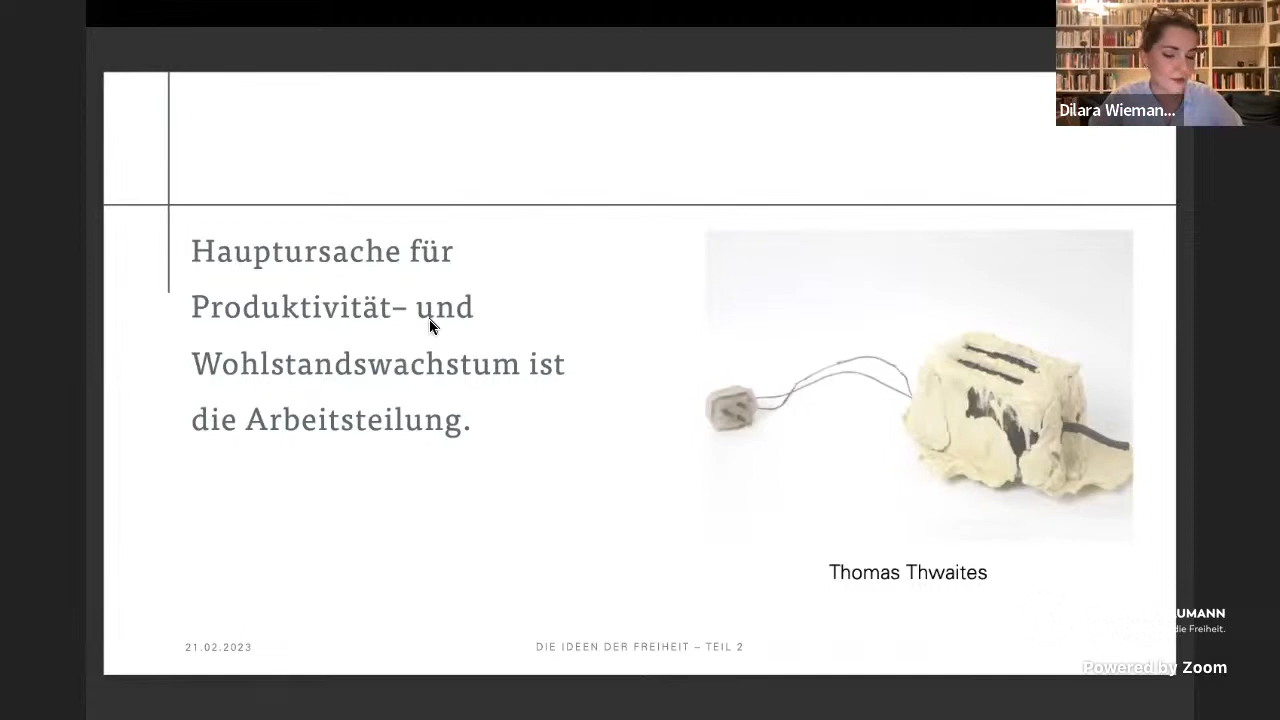 Dilara Wieman...
Hauptursache für
Produktivität– und
Wohlstandswachstum ist
die Arbeitsteilung.
Thomas Thwaites
UMANN
die Freiheit.
21.02.2023
DIE IDEEN DER FREIHEIT – TEIL 2
Powered by Zoom